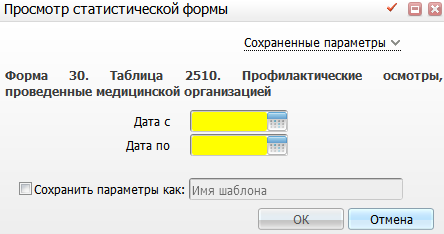 Просмотр статистической формы
Сохраненные параметры
Форма 30. Таблица 2510. Профилактические осмотры,
проведенные медицинской организацией
Дата с
Дата по
Сохранить параметры как: Имя шаблона
ОК Отмена